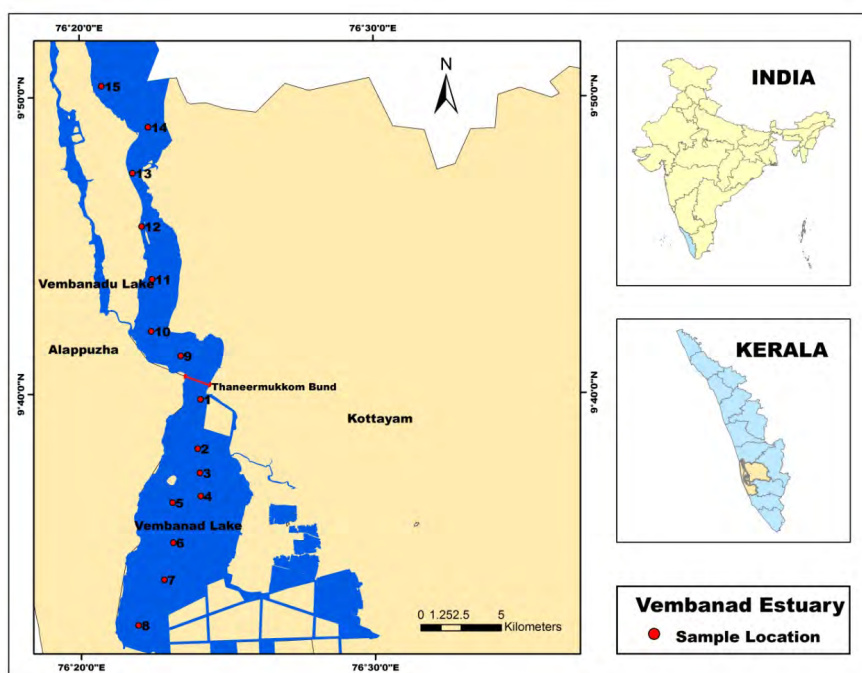 76°20'0"E
76°30'0"E
N
9°50'0"N
9°50'0"N
15
14
13
12
11
Vembanadu Lake
10
Alappuzha
9
9°40'0"N
9°40'0"N
Thaneermukkom Bund
1
Kottayam
2
3
4
5
Vembanad Lake
6
7
8
0 1.252.5 5
Kilometers
76°20'0"E
76°30'0"E
INDIA
KERALA
Vembanad Estuary
Sample Location